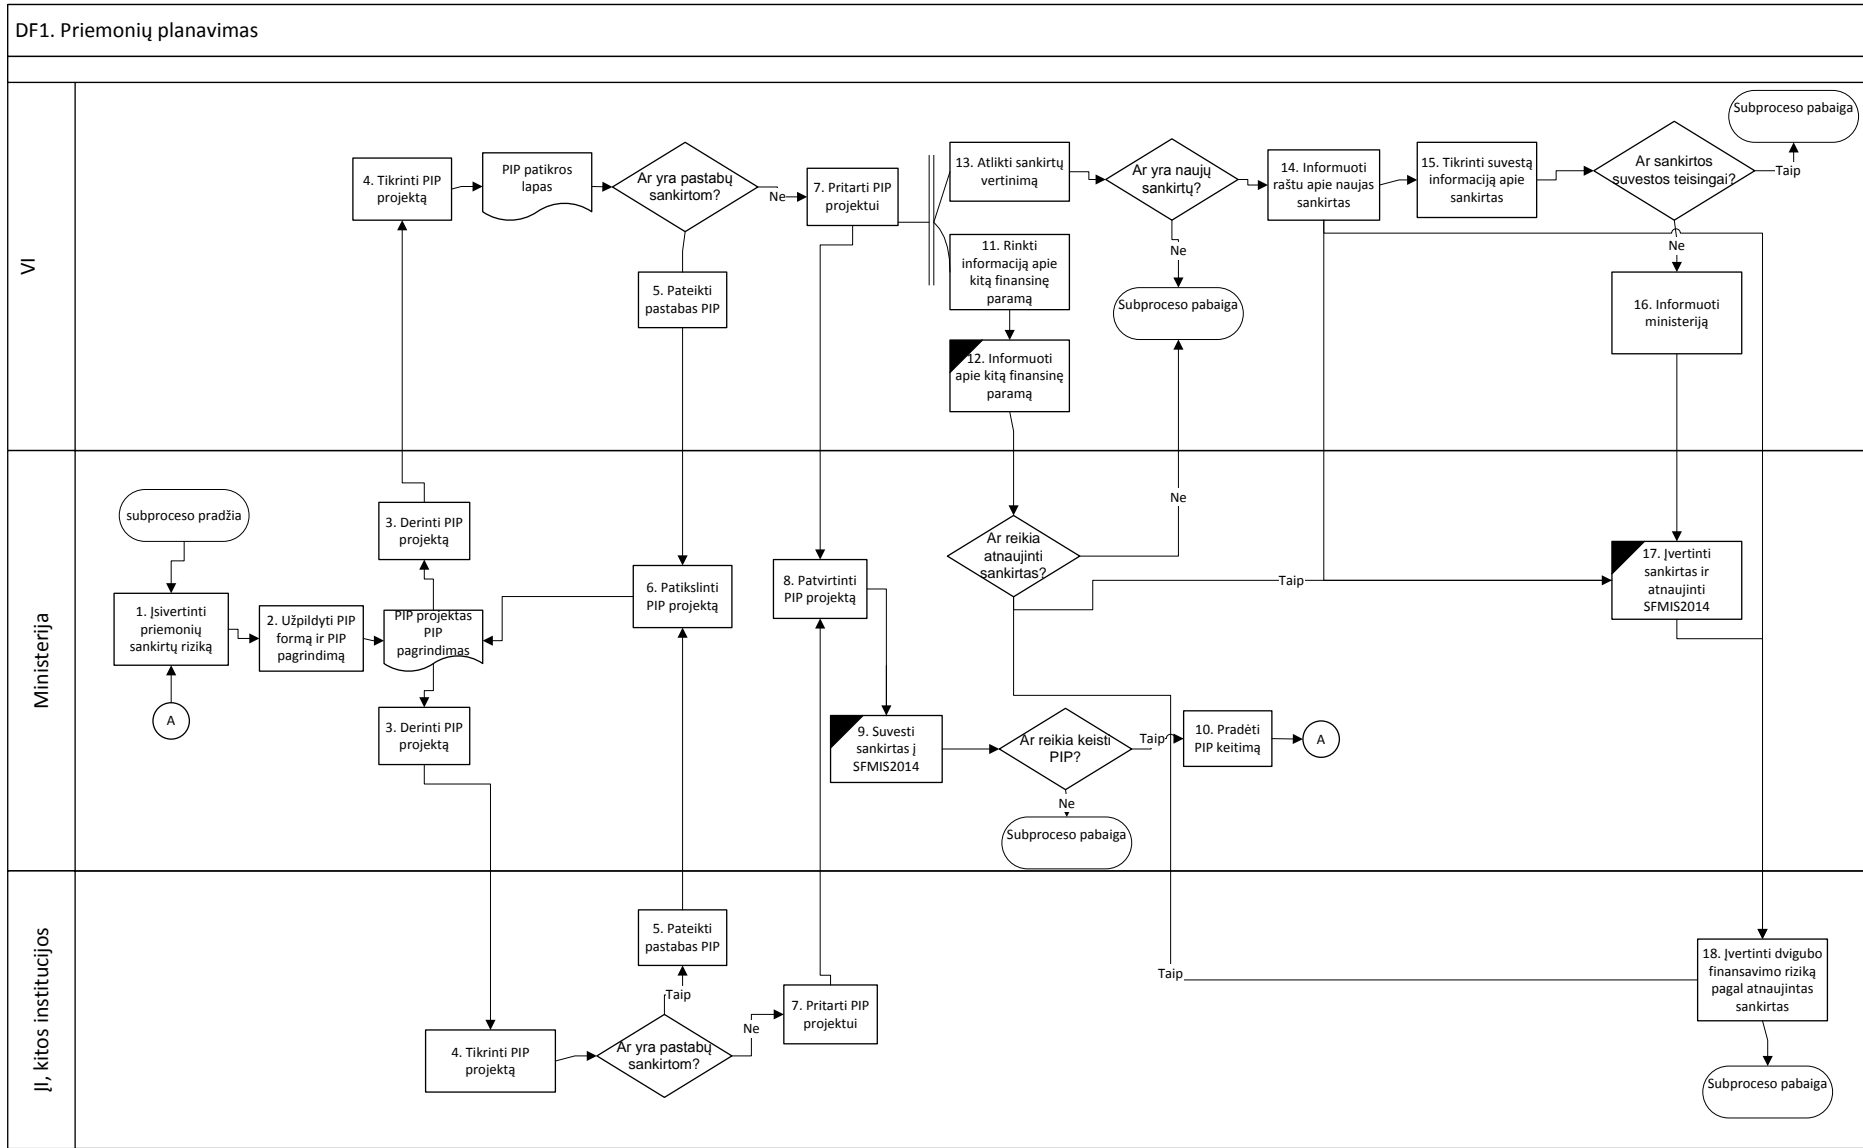 DF1. Priemonių planavimas
VI
Subproceso pabaiga
4. Tikrinti PIP
projektą
PIP patikros
lapas
Ar yra pastabų
sankirtom?
Ne
7. Pritarti PIP
projektui
13. Atlikti sankirtų
vertinimą
Ar yra naujų
sankirtų?
14. Informuoti
raštu apie naujas
sankirtas
15. Tikrinti suvestą
informaciją apie
sankirtas
Ar sankirtos
suvestos teisingai?
Taip
Ne
Ne
11. Rinkti
informaciją apie
kitą finansinę
paramą
5. Pateikti
pastabas PIP
Subproceso pabaiga
16. Informuoti
ministeriją
12. Informuoti
apie kitą finansinę
paramą
Ministerija
subproceso pradžia
3. Derinti PIP
projektą
Ne
Ar reikia
atnaujinti
sankirtas?
Taip
17. Įvertinti
sankirtas ir
atnaujinti
SFMIS2014
1. Įsivertinti
priemonių
sankirtų riziką
2. Užpildyti PIP
formą ir PIP
pagrindimą
PIP projektas
PIP
pagrindimas
6. Patikslinti
PIP projektą
8. Patvirtinti
PIP projektą
A
3. Derinti PIP
projektą
9. Suvesti
sankirtas į
SFMIS2014
Ar reikia keisti
PIP?
Taip
10. Pradėti
PIP keitimą
A
Ne
Subproceso pabaiga
ĮI, kitos institucijos
5. Pateikti
pastabas PIP
Taip
4. Tikrinti PIP
projektą
Ar yra pastabų
sankirtom?
Ne
7. Pritarti PIP
projektui
Taip
18. Įvertinti dvigubo
finansavimo riziką
pagal atnaujintas
sankirtas
Subproceso pabaiga